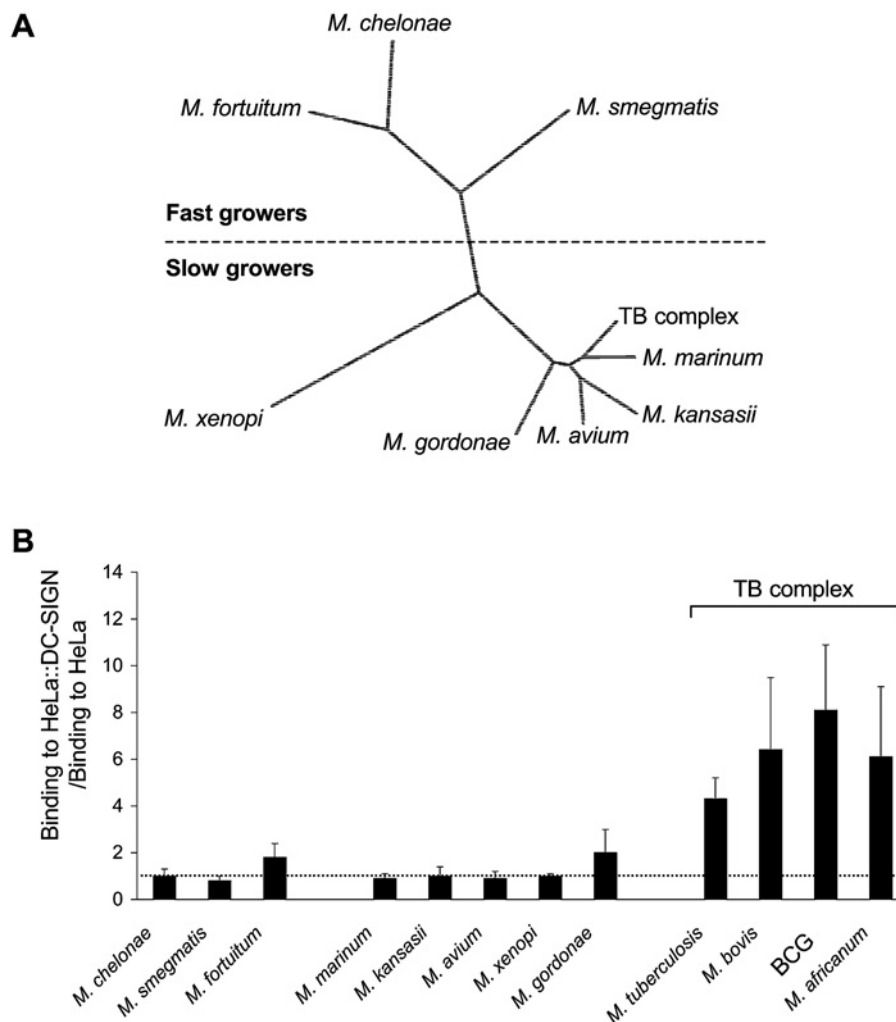 A
M. chelonae
M. fortuitum
M. smegmatis
Fast growers
Slow growers
TB complex
M. marinum
M. xenopi
M. kansasii
M. gordonae
M. avium
B
Binding to HeLa::DC-SIGN
/Binding to HeLa
14
12
10
8
6
4
2
0
TB complex
M. chelonae
M. smegmatis
M. fortuitum
M. marinum
M. kansasii
M. avium
M. xenopi
M. gordonae
M. tuberculosis
M. bovis
BCG
M. africanum